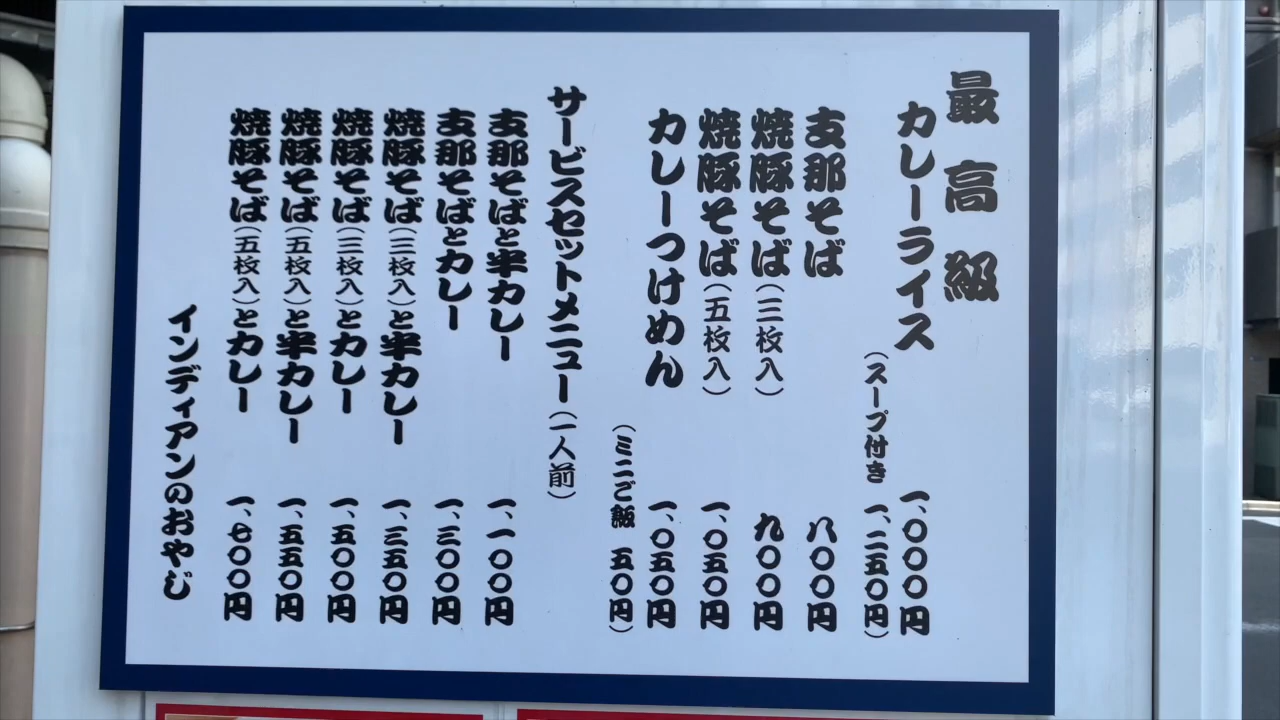 最高級
カレーライス 一、〇〇〇円
（スープ付き 一、二五〇円）
支那そば 八〇〇円
焼豚そば（三枚入） 九〇〇円
焼豚そば（五枚入） 一、〇五〇円
カレーつけめん 一、〇五〇円
（ミニご飯 五〇円）
サービスセットメニュー（一人前）
支那そばと半カレー 一、一〇〇円
支那そばとカレー 一、三〇〇円
焼豚そば（三枚入）と半カレー 一、三五〇円
焼豚そば（三枚入）とカレー 一、五〇〇円
焼豚そば（五枚入）と半カレー 一、五五〇円
焼豚そば（五枚入）とカレー 一、七〇〇円
インディアンのおやじ